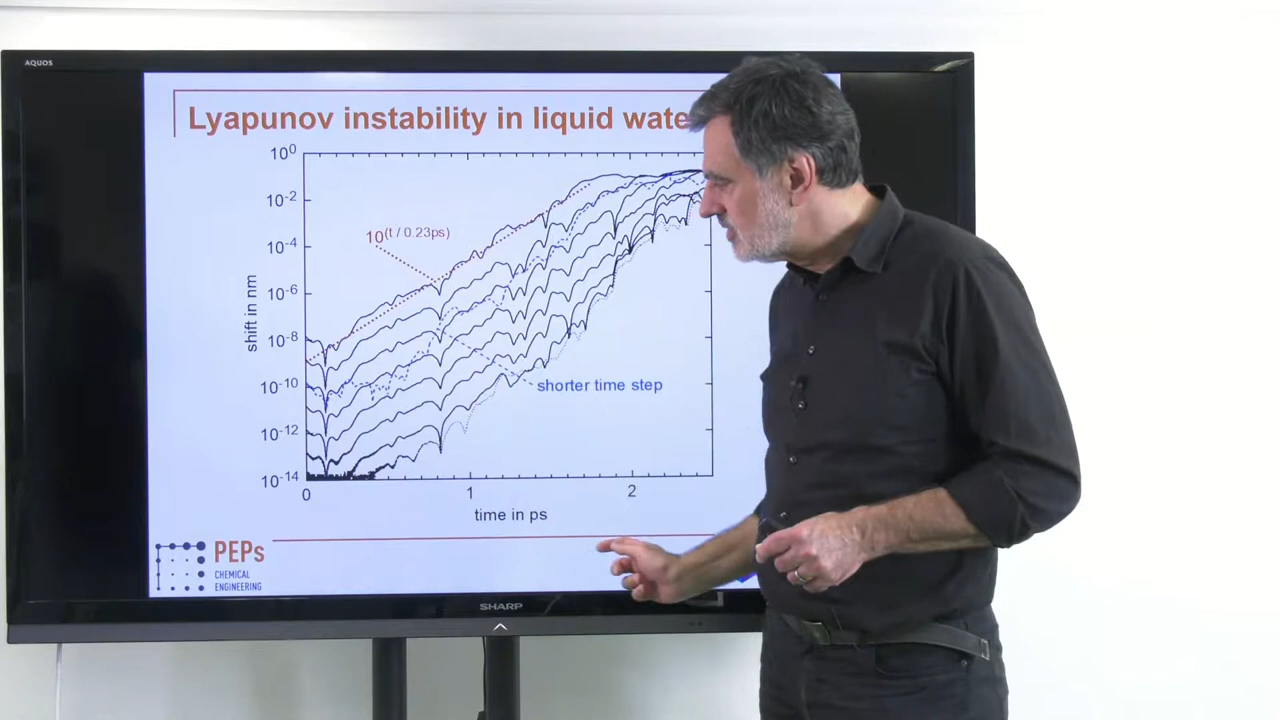 AQUOS
Lyapunov instability in liquid wate
10^0
10^-2
10^(t / 0.23ps)
10^-4
10^-6
shift in nm
10^-8
10^-10
shorter time step
10^-12
10^-14
0 1 2
time in ps
PEPs
CHEMICAL
ENGINEERING
SHARP